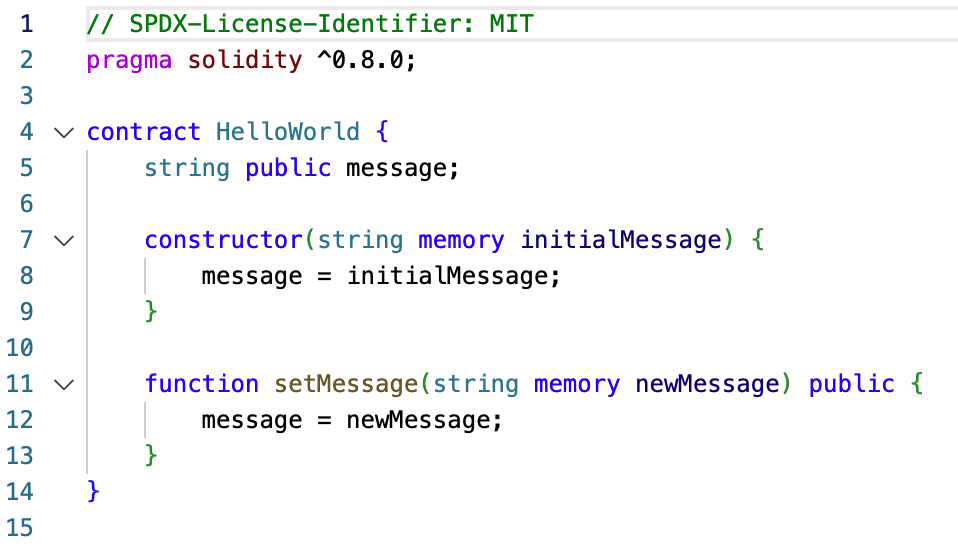 1 // SPDX-License-Identifier: MIT
2 pragma solidity ^0.8.0;
3
4 contract HelloWorld {
5     string public message;
6
7     constructor(string memory initialMessage) {
8         message = initialMessage;
9     }
10
11     function setMessage(string memory newMessage) public {
12         message = newMessage;
13     }
14 }
15